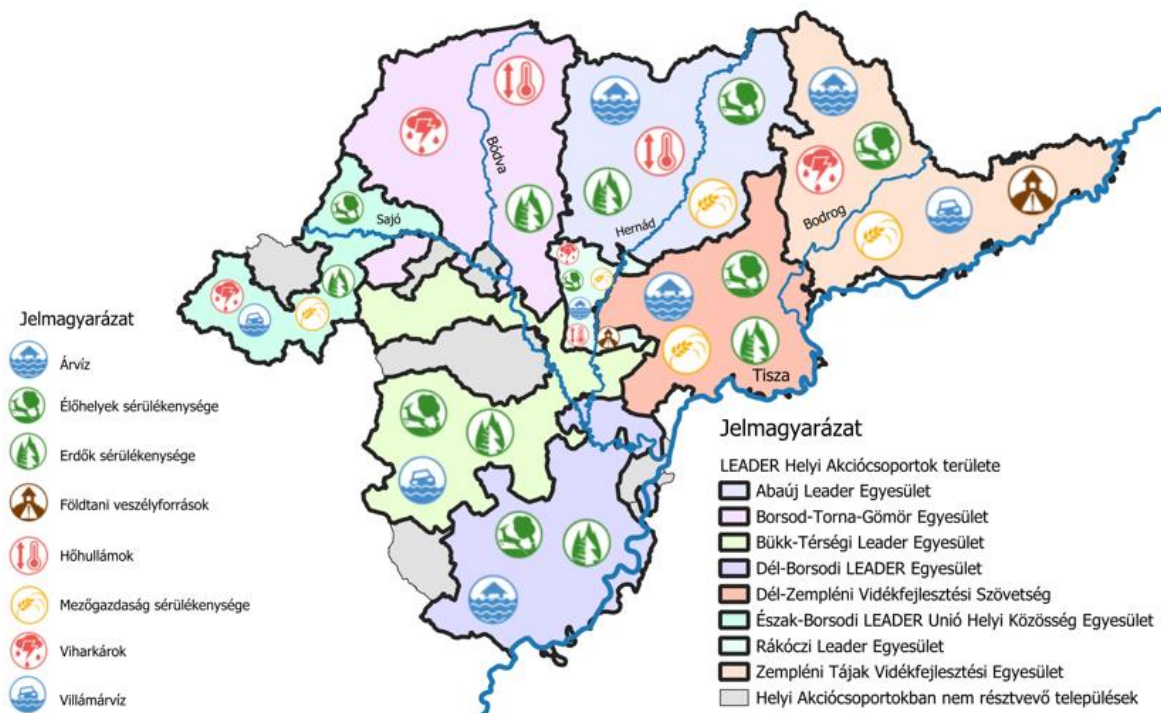 Bódva
Hernád
Sajó
Bodrog
Tisza
Jelmagyarázat
Árvíz
Élőhelyek sérülékenysége
Erdők sérülékenysége
Földtani veszélyforrások
Hőhullámok
Mezőgazdaság sérülékenysége
Viharkárok
Villámárvíz
Jelmagyarázat
LEADER Helyi Akciócsoportok területe
Abaúj Leader Egyesület
Borsod-Torna-Gömör Egyesület
Bükk-Térségi Leader Egyesület
Dél-Borsodi LEADER Egyesület
Dél-Zempléni Vidékfejlesztési Szövetség
Észak-Borsodi LEADER Unió Helyi Közösség Egyesület
Rákóczi Leader Egyesület
Zempléni Tájak Vidékfejlesztési Egyesület
Helyi Akciócsoportokban nem résztvevő települések